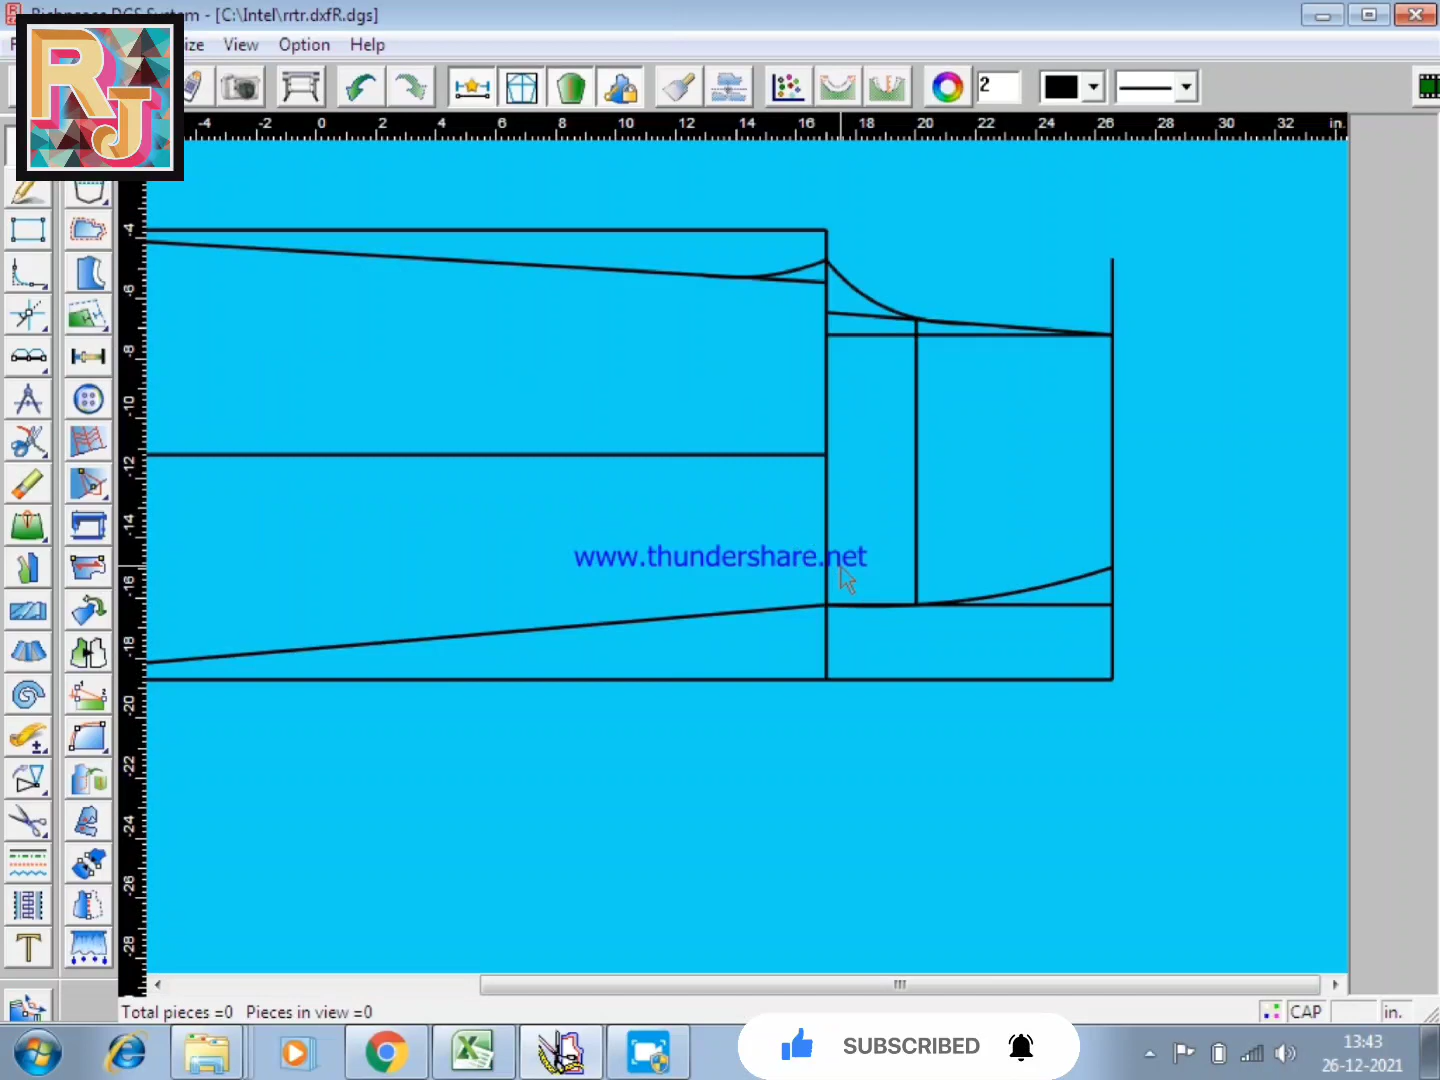 DGS System - [C:\Intel\rrtr.dxfR.dgs]
View Option Help
RJ
2
-4 -2 0 2 4 6 8 10 12 14 16 18 20 22 24 26 28 30 32 in.
-4
-6
-8
-10
-12
-14
-16
-18
-20
-22
-24
-26
-28
www.thundershare.net
T
Total pieces =0 Pieces in view =0
CAP in.
SUBSCRIBED
13:43
26-12-2021